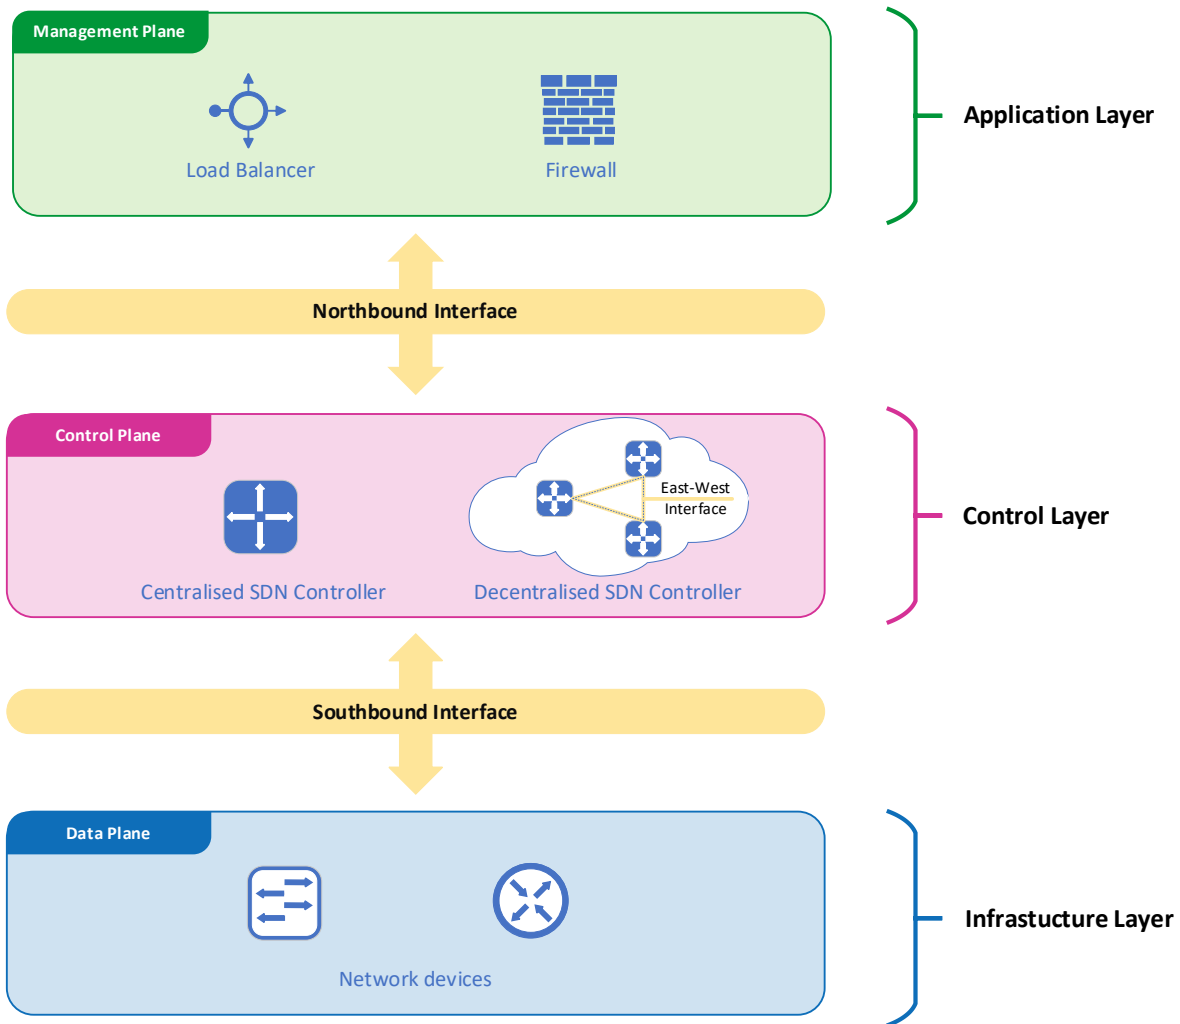 Management Plane
Load Balancer
Firewall
Application Layer
Northbound Interface
Control Plane
East-West
Interface
Centralised SDN Controller
Decentralised SDN Controller
Control Layer
Southbound Interface
Data Plane
Network devices
Infrastucture Layer